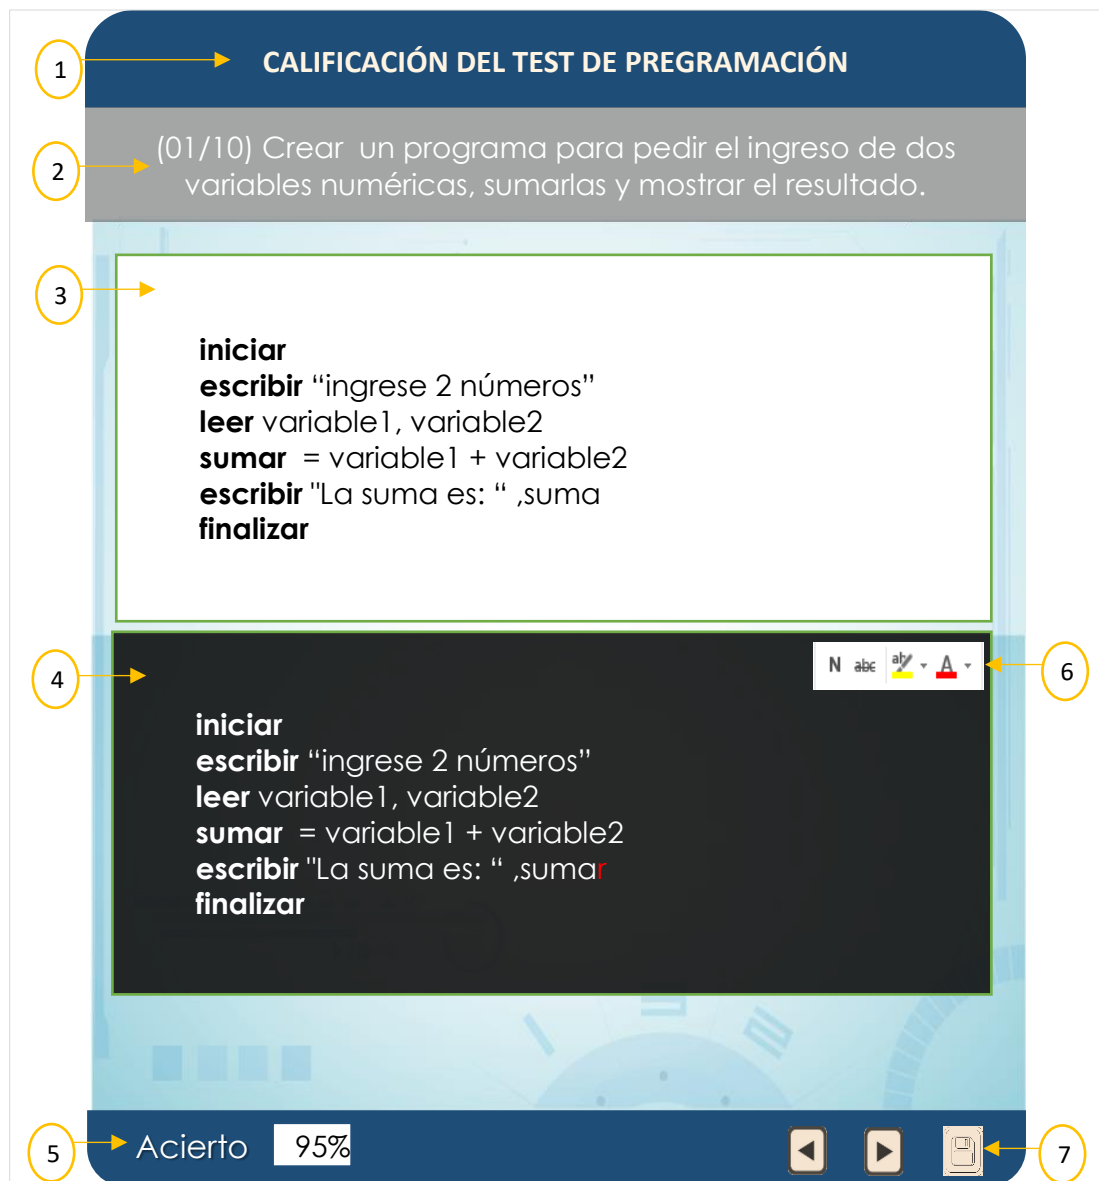 1
CALIFICACIÓN DEL TEST DE PREGRAMACIÓN
2
(01/10) Crear un programa para pedir el ingreso de dos
variables numéricas, sumarlas y mostrar el resultado.
3
iniciar
escribir “ingrese 2 números”
leer variable1, variable2
sumar = variable1 + variable2
escribir "La suma es: “ ,suma
finalizar
4
N abc aby A
6
iniciar
escribir “ingrese 2 números”
leer variable1, variable2
sumar = variable1 + variable2
escribir "La suma es: “ ,sumar
finalizar
5
Acierto 95%
7